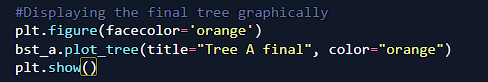 #Displaying the final tree graphically
plt.figure(facecolor='orange')
bst_a.plot_tree(title="Tree A final", color="orange")
plt.show()